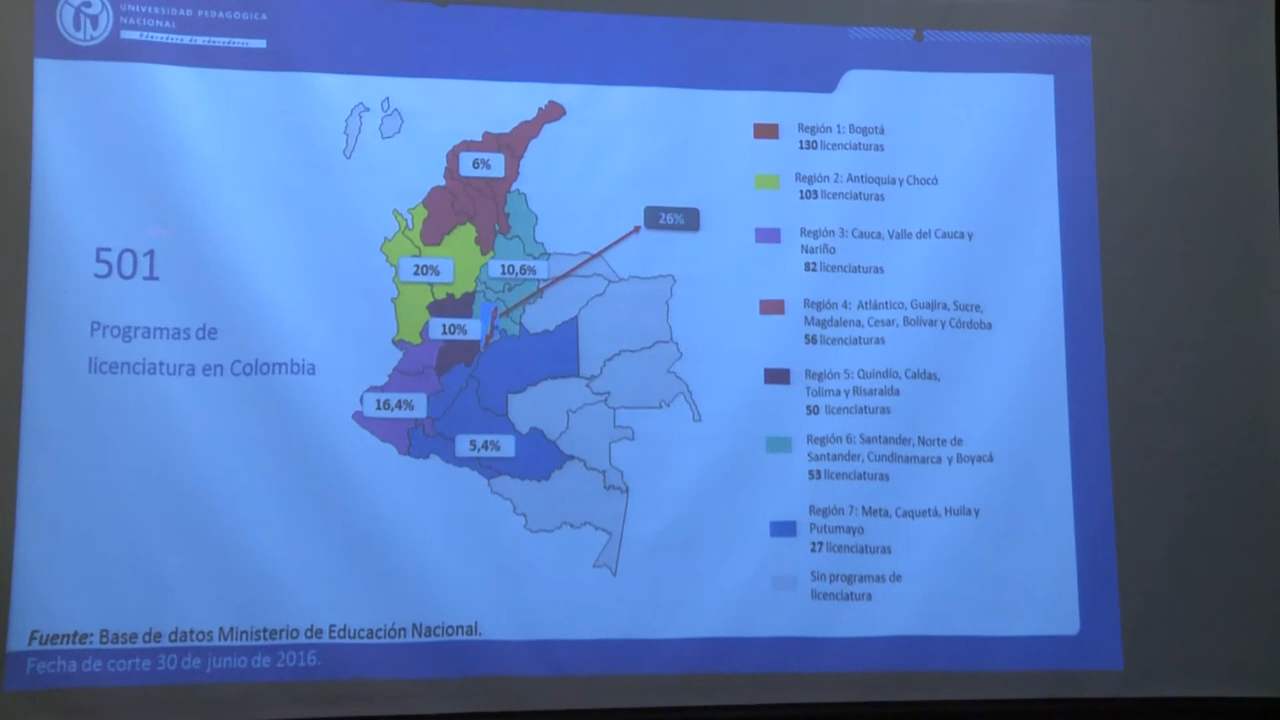 UNIVERSIDAD PEDAGOGICA
NACIONAL
Educadora de educadores
501
Programas de
licenciatura en Colombia
6%
26%
20%
10,6%
10%
16,4%
5,4%
Región 1: Bogotá
130 licenciaturas
Región 2: Antioquia y Chocó
103 licenciaturas
Región 3: Cauca, Valle del Cauca y
Nariño
82 licenciaturas
Región 4: Atlántico, Guajira, Sucre,
Magdalena, Cesar, Bolívar y Córdoba
56 licenciaturas
Región 5: Quindío, Caldas,
Tolima y Risaralda
50 licenciaturas
Región 6: Santander, Norte de
Santander, Cundinamarca y Boyacá
53 licenciaturas
Región 7: Meta, Caquetá, Huila y
Putumayo
27 licenciaturas
Sin programas de
licenciatura
Fuente: Base de datos Ministerio de Educación Nacional.
Fecha de corte 30 de junio de 2016.